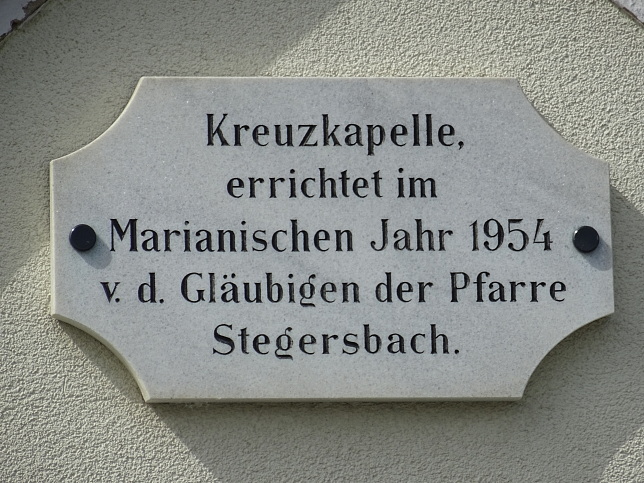 Kreuzkapelle,
errichtet im
Marianischen Jahr 1954
v. d. Gläubigen der Pfarre
Stegersbach.